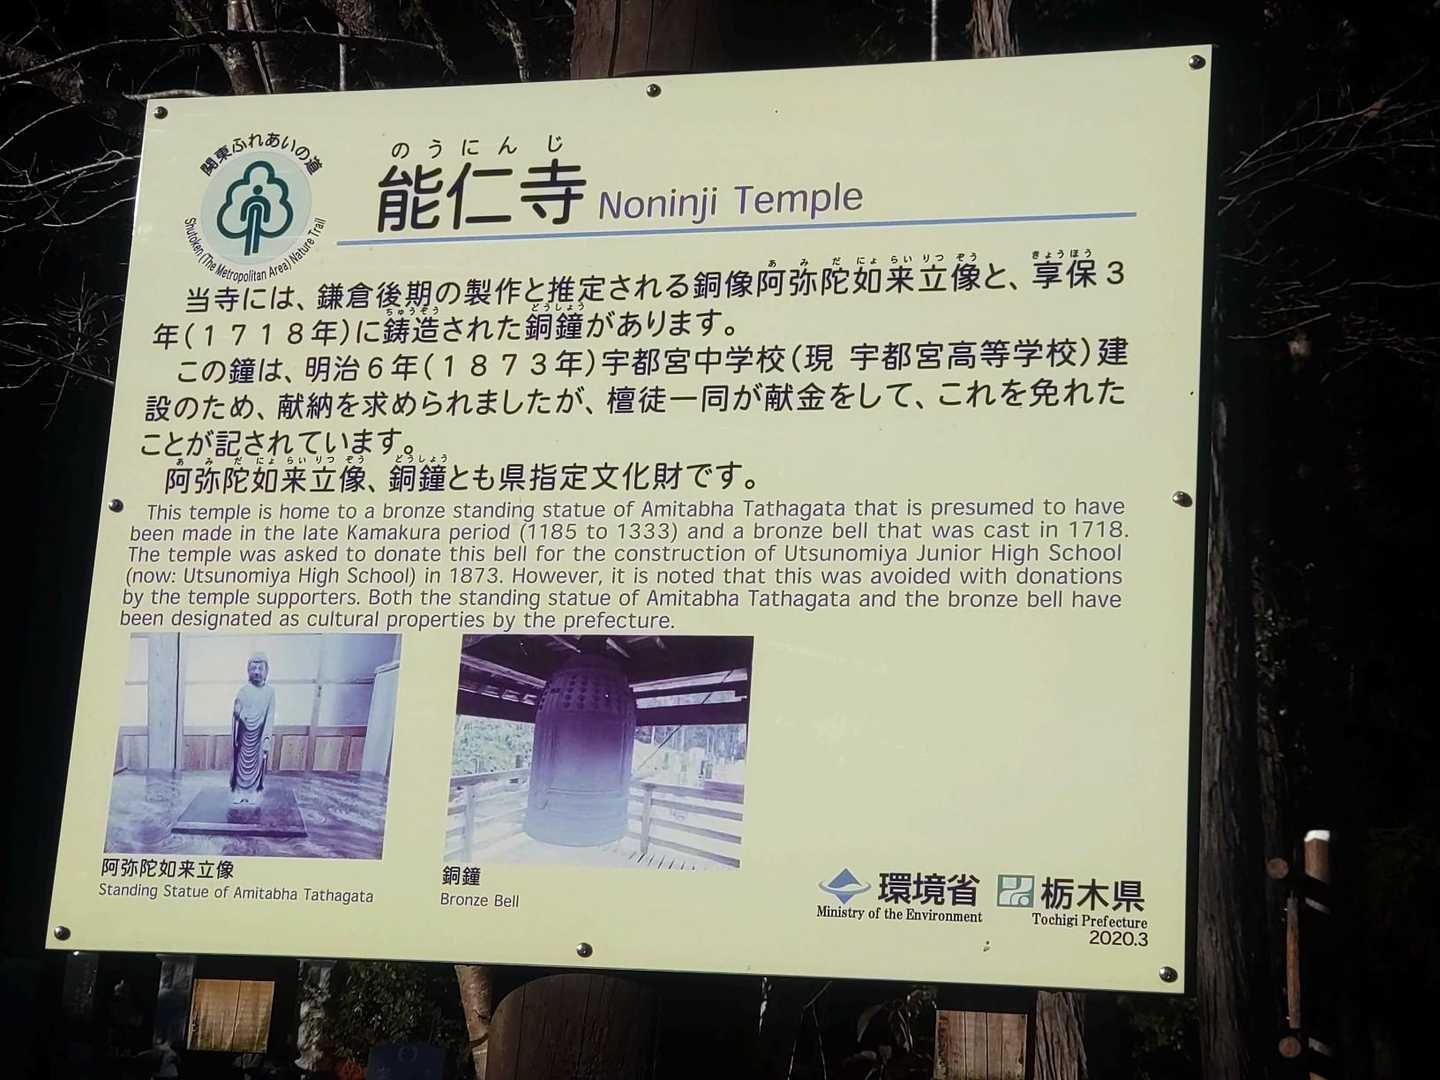 関東ふれあいの道
Shutoken (The Metropolitan Area) Nature Trail
のうにんじ
能仁寺 Noninji Temple
あみだにょらいりつぞう きょうほう
当寺には、鎌倉後期の製作と推定される銅像阿弥陀如来立像と、享保3
ちゅうぞう どうしょう
年(1718年)に鋳造された銅鐘があります。
この鐘は、明治6年(1873年)宇都宮中学校(現 宇都宮高等学校)建
設のため、献納を求められましたが、檀徒一同が献金をして、これを免れた
ことが記されています。
あみだにょらいりつぞう どうしょう
阿弥陀如来立像、銅鐘とも県指定文化財です。
This temple is home to a bronze standing statue of Amitabha Tathagata that is presumed to have
been made in the late Kamakura period (1185 to 1333) and a bronze bell that was cast in 1718.
The temple was asked to donate this bell for the construction of Utsunomiya Junior High School
(now: Utsunomiya High School) in 1873. However, it is noted that this was avoided with donations
by the temple supporters. Both the standing statue of Amitabha Tathagata and the bronze bell have
been designated as cultural properties by the prefecture.
阿弥陀如来立像
Standing Statue of Amitabha Tathagata
銅鐘
Bronze Bell
環境省
Ministry of the Environment
栃木県
Tochigi Prefecture
2020.3